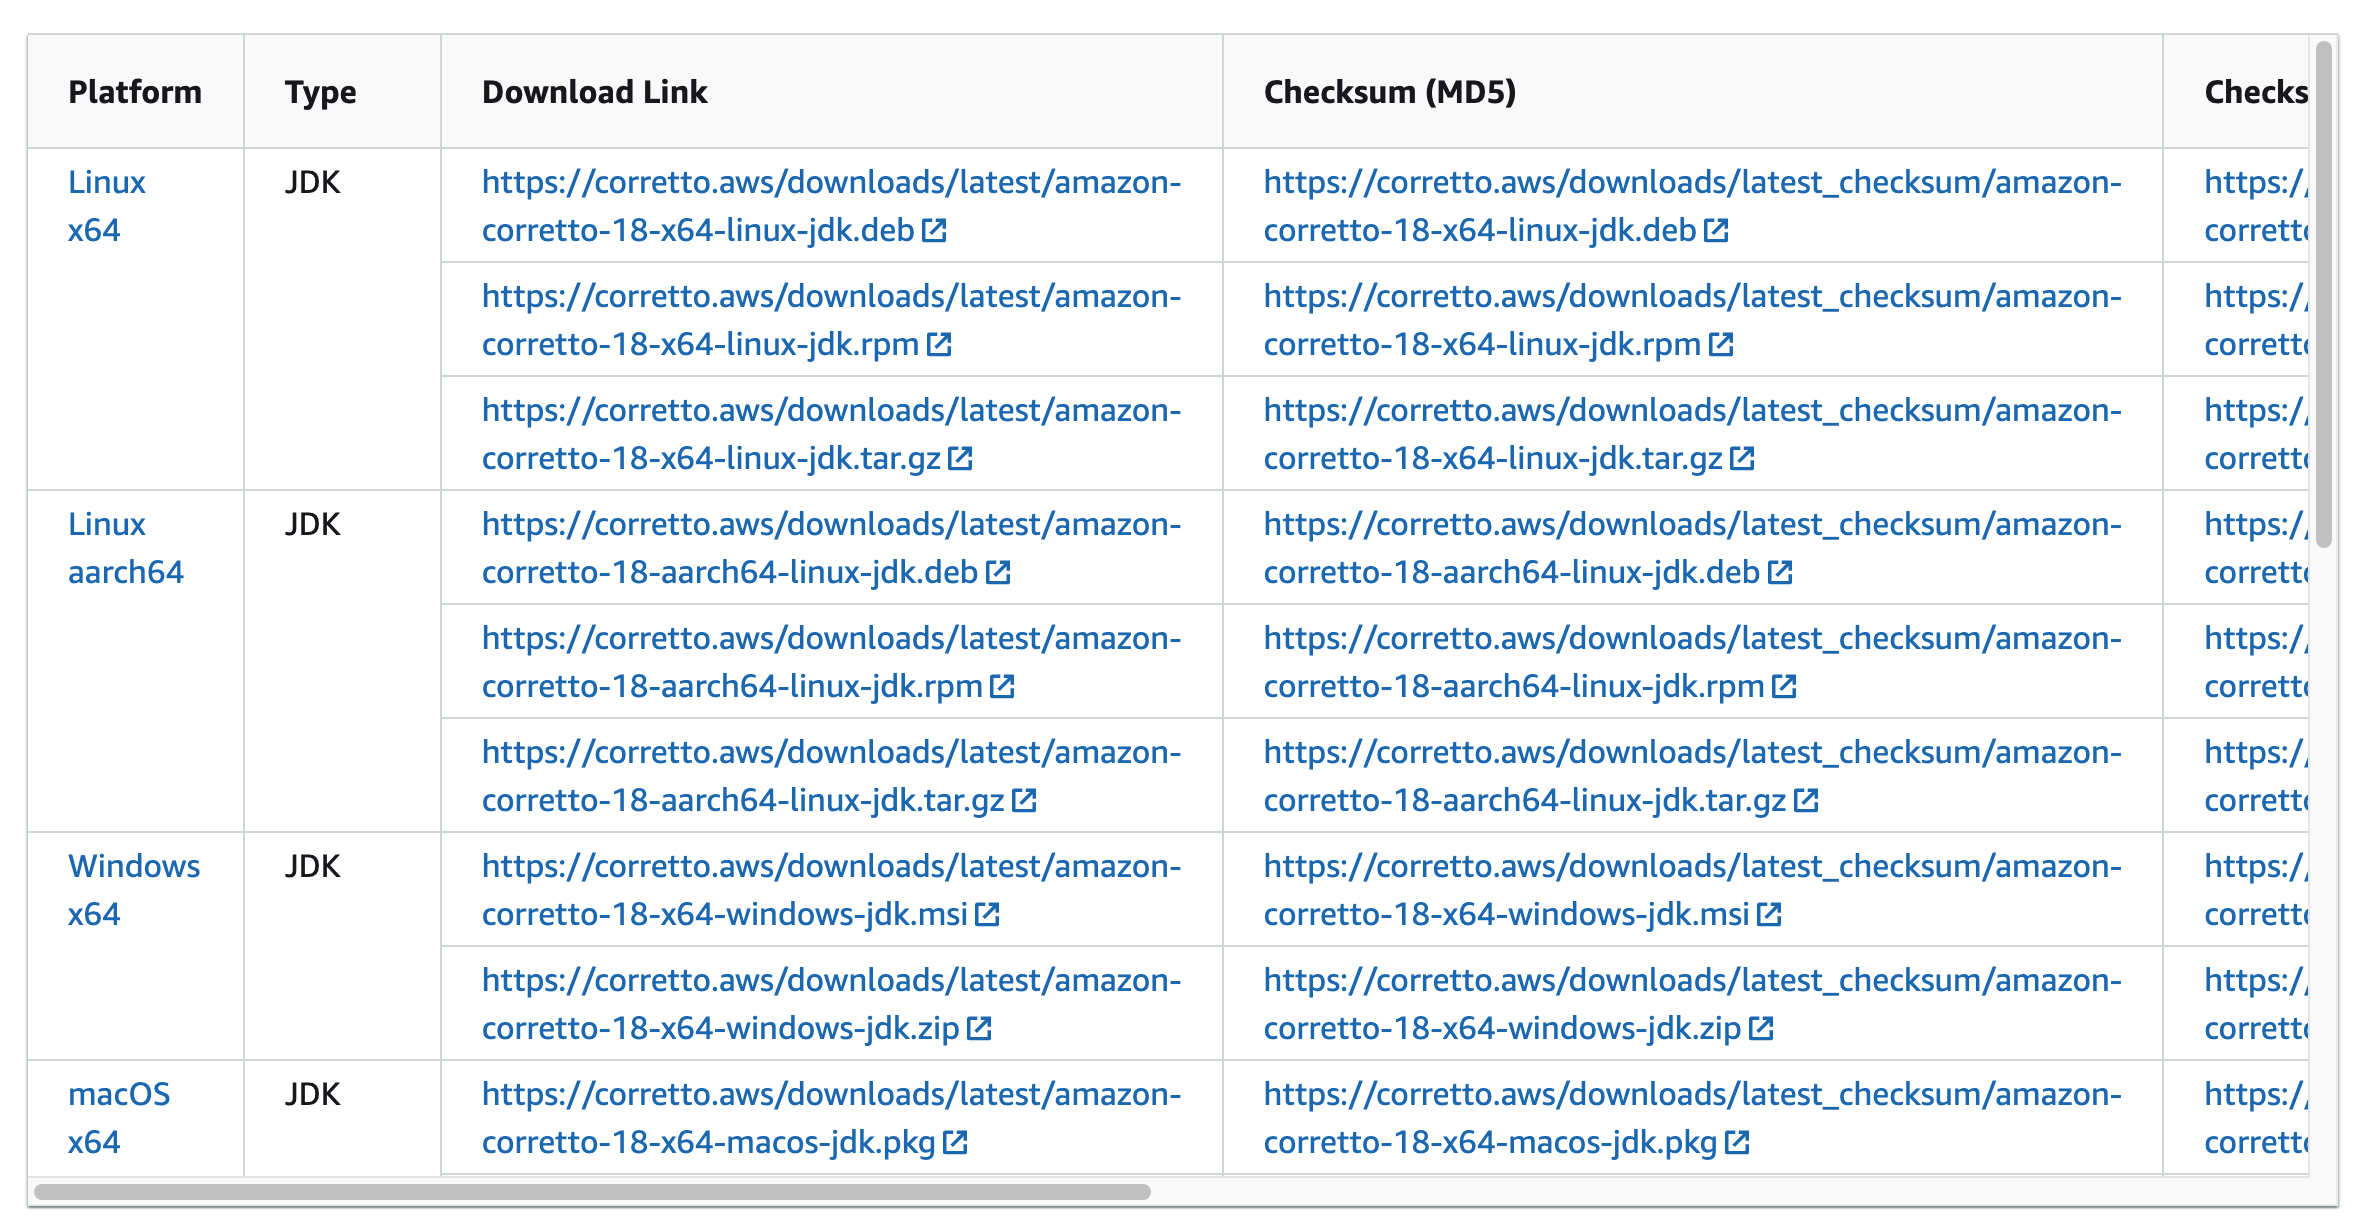 Platform Type Download Link Checksum (MD5) Checks
Linux JDK https://corretto.aws/downloads/latest/amazon- https://corretto.aws/downloads/latest_checksum/amazon- https:/
x64 corretto-18-x64-linux-jdk.deb corretto-18-x64-linux-jdk.deb corrett
https://corretto.aws/downloads/latest/amazon- https://corretto.aws/downloads/latest_checksum/amazon- https:/
corretto-18-x64-linux-jdk.rpm corretto-18-x64-linux-jdk.rpm corrett
https://corretto.aws/downloads/latest/amazon- https://corretto.aws/downloads/latest_checksum/amazon- https:/
corretto-18-x64-linux-jdk.tar.gz corretto-18-x64-linux-jdk.tar.gz corrett
Linux JDK https://corretto.aws/downloads/latest/amazon- https://corretto.aws/downloads/latest_checksum/amazon- https:/
aarch64 corretto-18-aarch64-linux-jdk.deb corretto-18-aarch64-linux-jdk.deb corrett
https://corretto.aws/downloads/latest/amazon- https://corretto.aws/downloads/latest_checksum/amazon- https:/
corretto-18-aarch64-linux-jdk.rpm corretto-18-aarch64-linux-jdk.rpm corrett
https://corretto.aws/downloads/latest/amazon- https://corretto.aws/downloads/latest_checksum/amazon- https:/
corretto-18-aarch64-linux-jdk.tar.gz corretto-18-aarch64-linux-jdk.tar.gz corrett
Windows JDK https://corretto.aws/downloads/latest/amazon- https://corretto.aws/downloads/latest_checksum/amazon- https:/
x64 corretto-18-x64-windows-jdk.msi corretto-18-x64-windows-jdk.msi corrett
https://corretto.aws/downloads/latest/amazon- https://corretto.aws/downloads/latest_checksum/amazon- https:/
corretto-18-x64-windows-jdk.zip corretto-18-x64-windows-jdk.zip corrett
macOS JDK https://corretto.aws/downloads/latest/amazon- https://corretto.aws/downloads/latest_checksum/amazon- https:/
x64 corretto-18-x64-macos-jdk.pkg corretto-18-x64-macos-jdk.pkg corrett